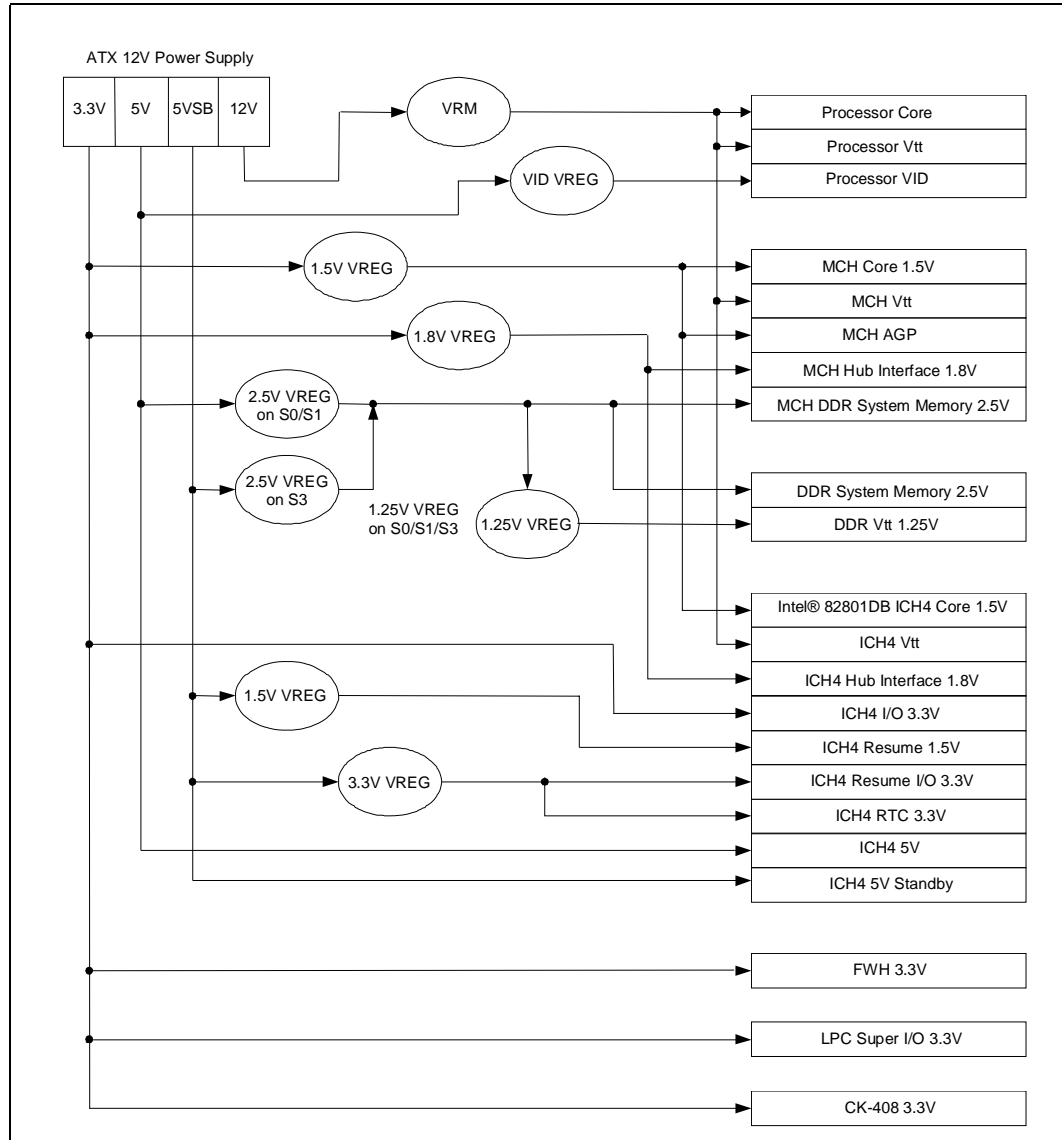 ATX 12V Power Supply
3.3V
5V
5VSB
12V
VRM
VID VREG
Processor Core
Processor Vtt
Processor VID
1.5V VREG
1.8V VREG
MCH Core 1.5V
MCH Vtt
MCH AGP
MCH Hub Interface 1.8V
MCH DDR System Memory 2.5V
2.5V VREG
on S0/S1
2.5V VREG
on S3
1.25V VREG
on S0/S1/S3
1.25V VREG
DDR System Memory 2.5V
DDR Vtt 1.25V
Intel® 82801DB ICH4 Core 1.5V
ICH4 Vtt
ICH4 Hub Interface 1.8V
ICH4 I/O 3.3V
ICH4 Resume 1.5V
ICH4 Resume I/O 3.3V
ICH4 RTC 3.3V
ICH4 5V
ICH4 5V Standby
1.5V VREG
3.3V VREG
FWH 3.3V
LPC Super I/O 3.3V
CK-408 3.3V